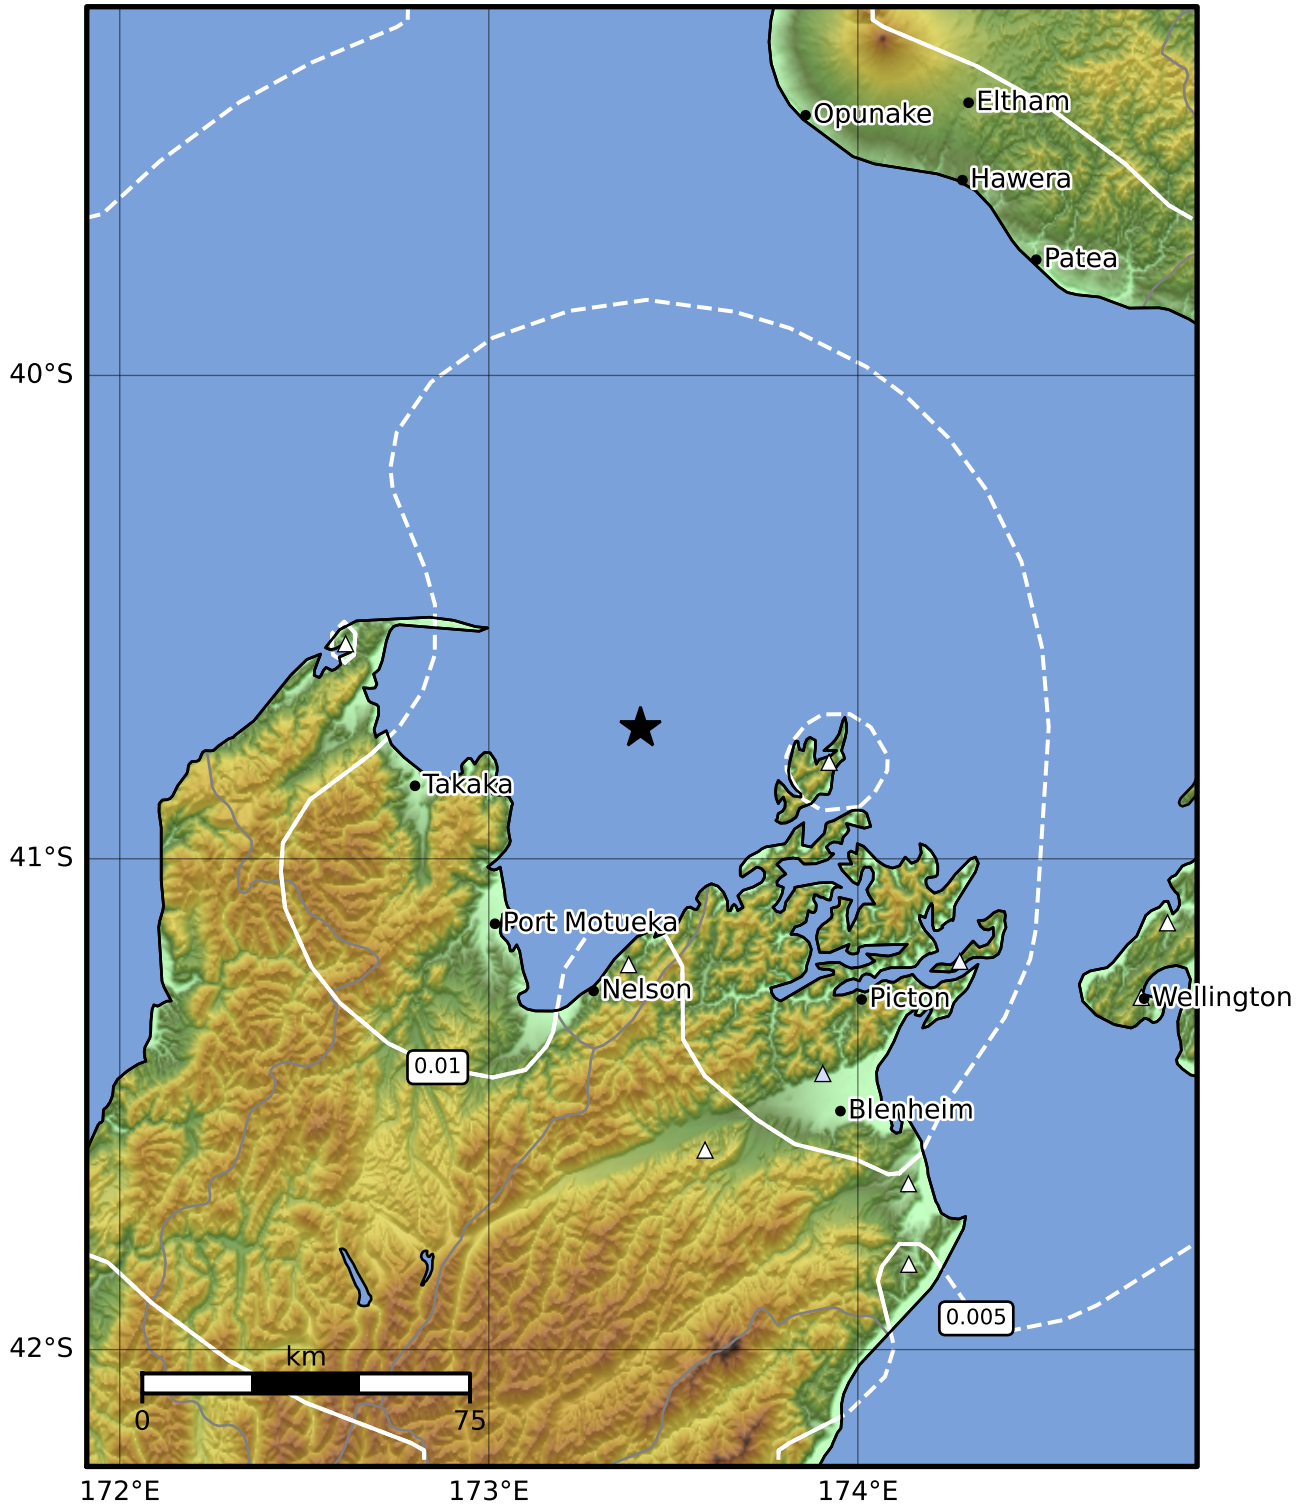 Eltham
Opunake
Hawera
Patea
40°S
Takaka
41°S
Port Motueka
Nelson
Picton
Wellington
0.01
Blenheim
0.005
42°S
km
0 75
172°E 173°E 174°E